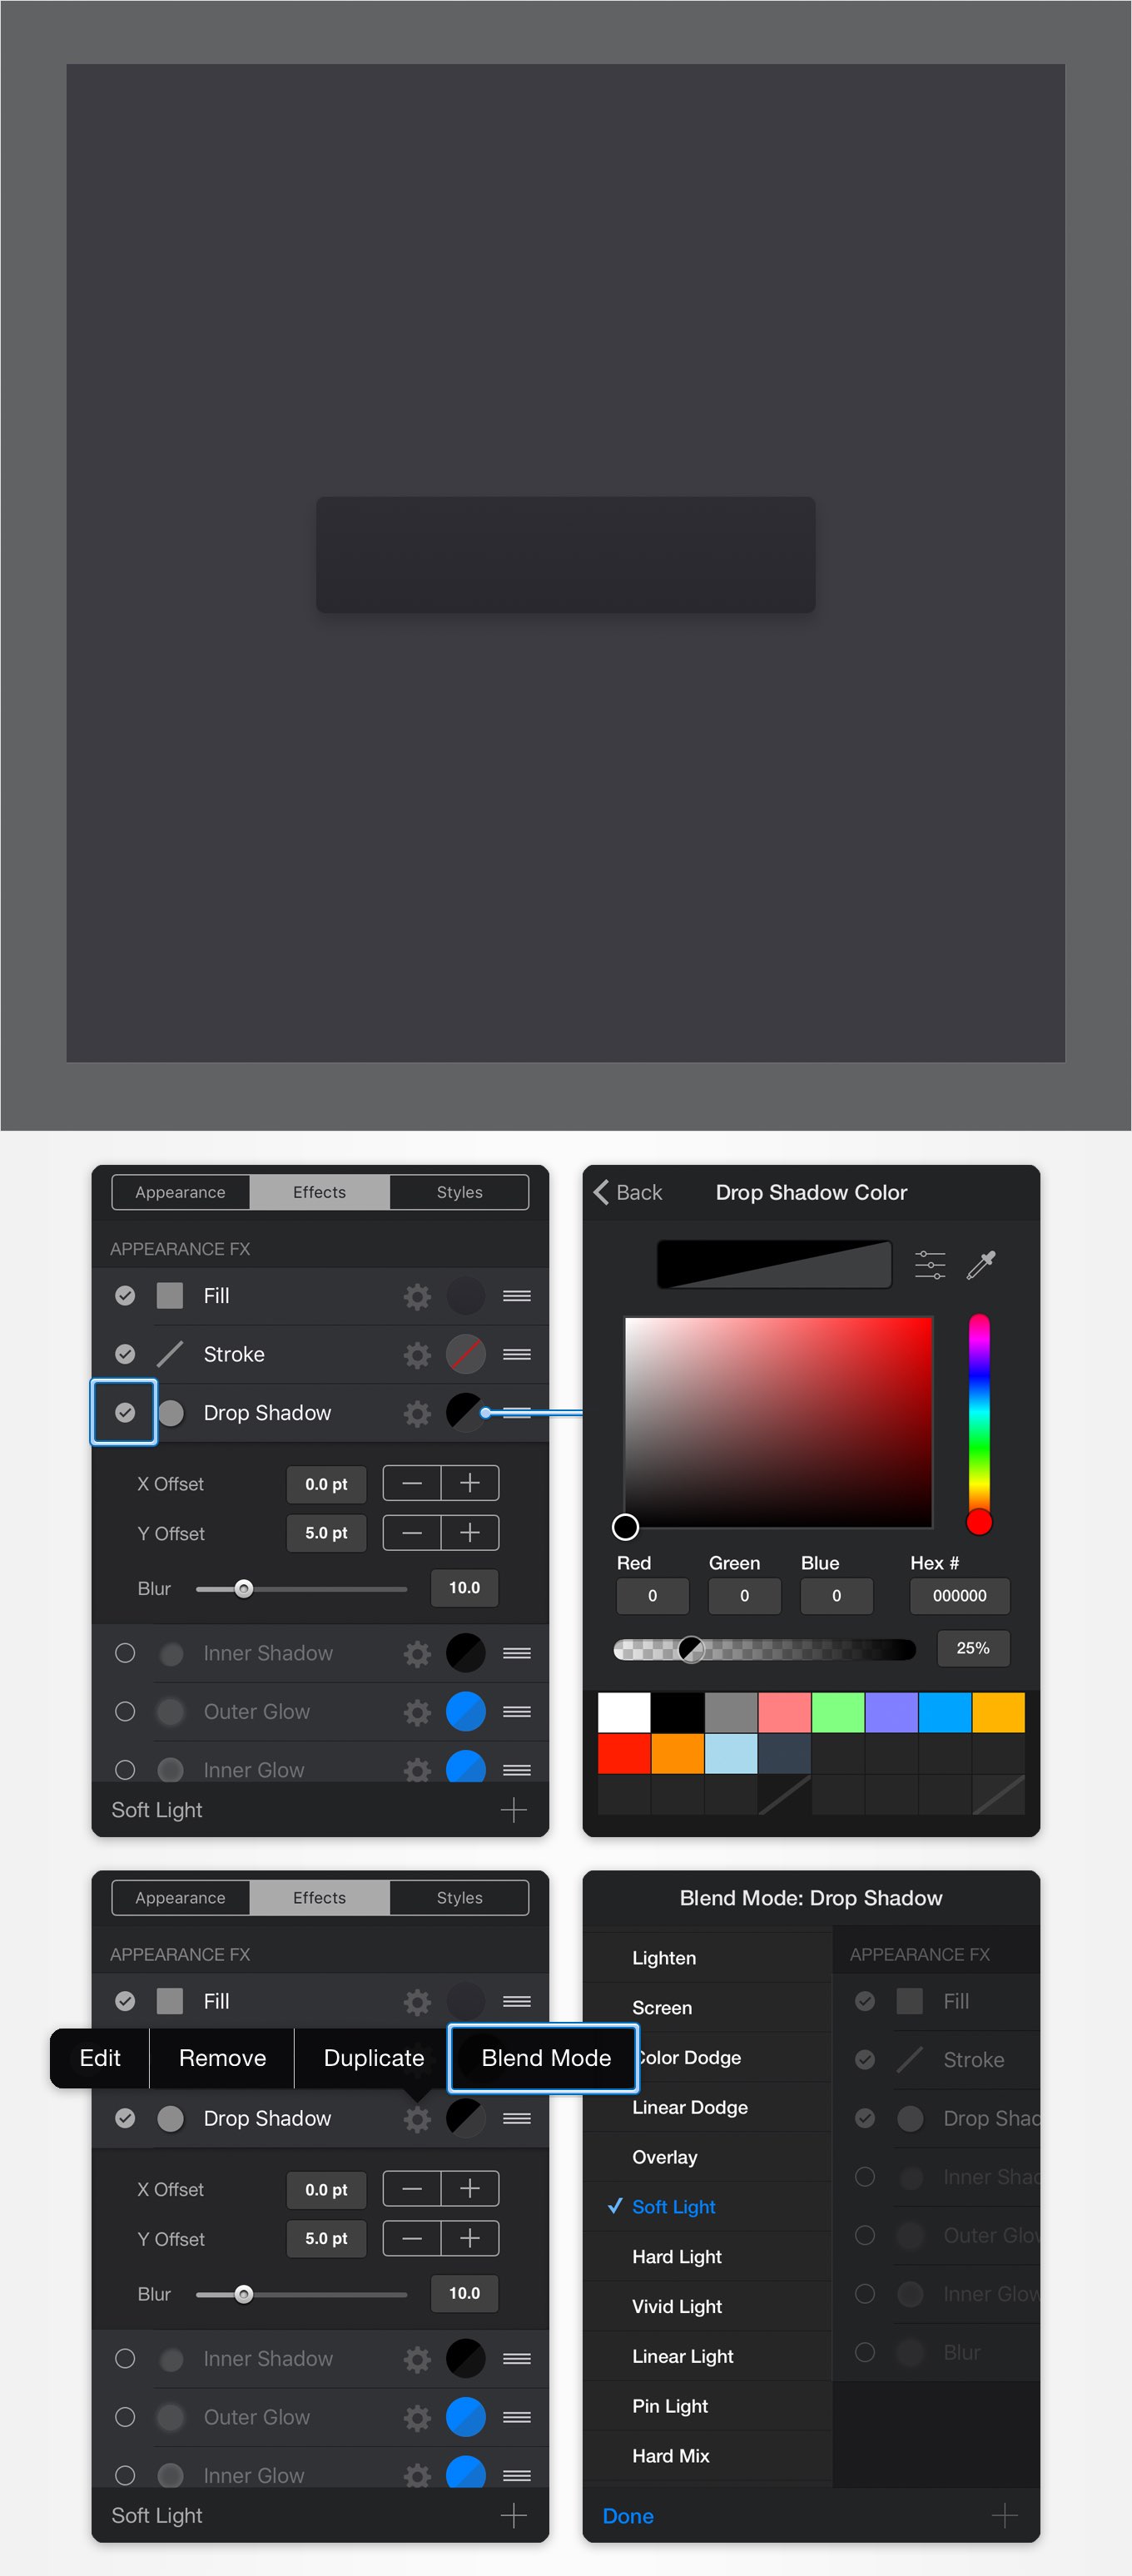 Appearance Effects Styles
APPEARANCE FX
Fill
Stroke
Drop Shadow
X Offset 0.0 pt
Y Offset 5.0 pt
Blur 10.0
Inner Shadow
Outer Glow
Inner Glow
Soft Light
Back Drop Shadow Color
Red Green Blue Hex #
0 0 0 000000
25%
Appearance Effects Styles
APPEARANCE FX
Fill
Edit Remove Duplicate Blend Mode
Drop Shadow
X Offset 0.0 pt
Y Offset 5.0 pt
Blur 10.0
Inner Shadow
Outer Glow
Inner Glow
Soft Light
Blend Mode: Drop Shadow
Lighten
Screen
Color Dodge
Linear Dodge
Overlay
Soft Light
Hard Light
Vivid Light
Linear Light
Pin Light
Hard Mix
Done
APPEARANCE FX
Fill
Stroke
Drop Shad
Inner Shad
Outer Glow
Inner Glow
Blur